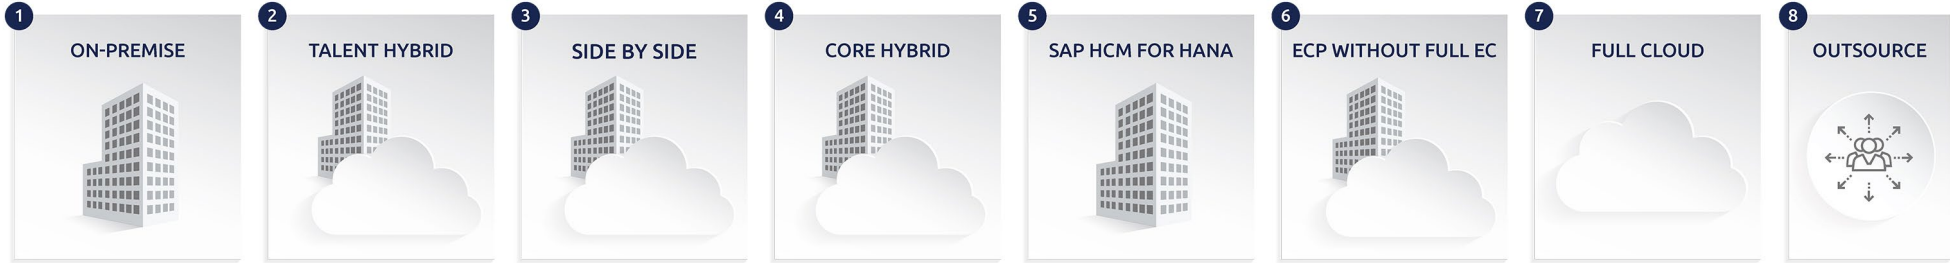 1
ON-PREMISE
2
TALENT HYBRID
3
SIDE BY SIDE
4
CORE HYBRID
5
SAP HCM FOR HANA
6
ECP WITHOUT FULL EC
7
FULL CLOUD
8
OUTSOURCE